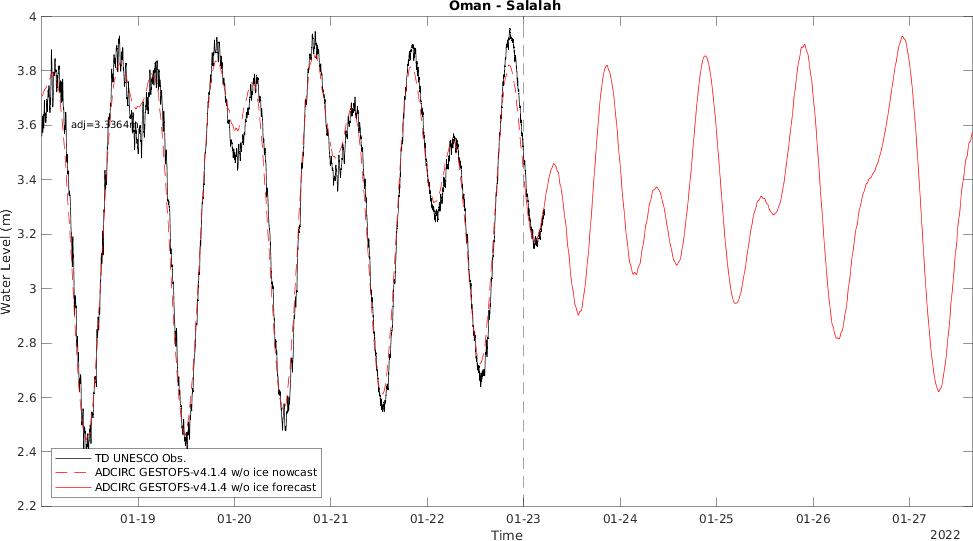 Oman - Salalah
4
3.8
3.6
3.4
3.2
3
2.8
2.6
2.4
2.2
Water Level (m)
adj=3.3364m
TD UNESCO Obs.
ADCIRC GESTOFS-v4.1.4 w/o ice nowcast
ADCIRC GESTOFS-v4.1.4 w/o ice forecast
01-19 01-20 01-21 01-22 01-23 01-24 01-25 01-26 01-27
Time
2022